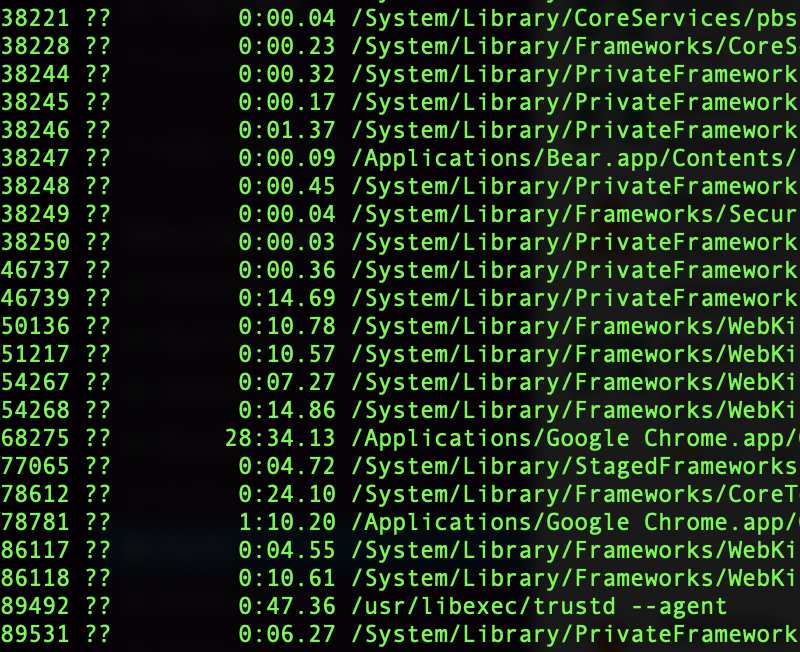 38221 ?? 0:00.04 /System/Library/CoreServices/pbs
38228 ?? 0:00.23 /System/Library/Frameworks/CoreS
38244 ?? 0:00.32 /System/Library/PrivateFramework
38245 ?? 0:00.17 /System/Library/PrivateFramework
38246 ?? 0:01.37 /System/Library/PrivateFramework
38247 ?? 0:00.09 /Applications/Bear.app/Contents/
38248 ?? 0:00.45 /System/Library/PrivateFramework
38249 ?? 0:00.04 /System/Library/Frameworks/Secur
38250 ?? 0:00.03 /System/Library/PrivateFramework
46737 ?? 0:00.36 /System/Library/PrivateFramework
46739 ?? 0:14.69 /System/Library/PrivateFramework
50136 ?? 0:10.78 /System/Library/Frameworks/WebKi
51217 ?? 0:10.57 /System/Library/Frameworks/WebKi
54267 ?? 0:07.27 /System/Library/Frameworks/WebKi
54268 ?? 0:14.86 /System/Library/Frameworks/WebKi
68275 ?? 28:34.13 /Applications/Google Chrome.app/
77065 ?? 0:04.72 /System/Library/StagedFrameworks
78612 ?? 0:24.10 /System/Library/Frameworks/CoreT
78781 ?? 1:10.20 /Applications/Google Chrome.app/
86117 ?? 0:04.55 /System/Library/Frameworks/WebKi
86118 ?? 0:10.61 /System/Library/Frameworks/WebKi
89492 ?? 0:47.36 /usr/libexec/trustd --agent
89531 ?? 0:06.27 /System/Library/PrivateFramework